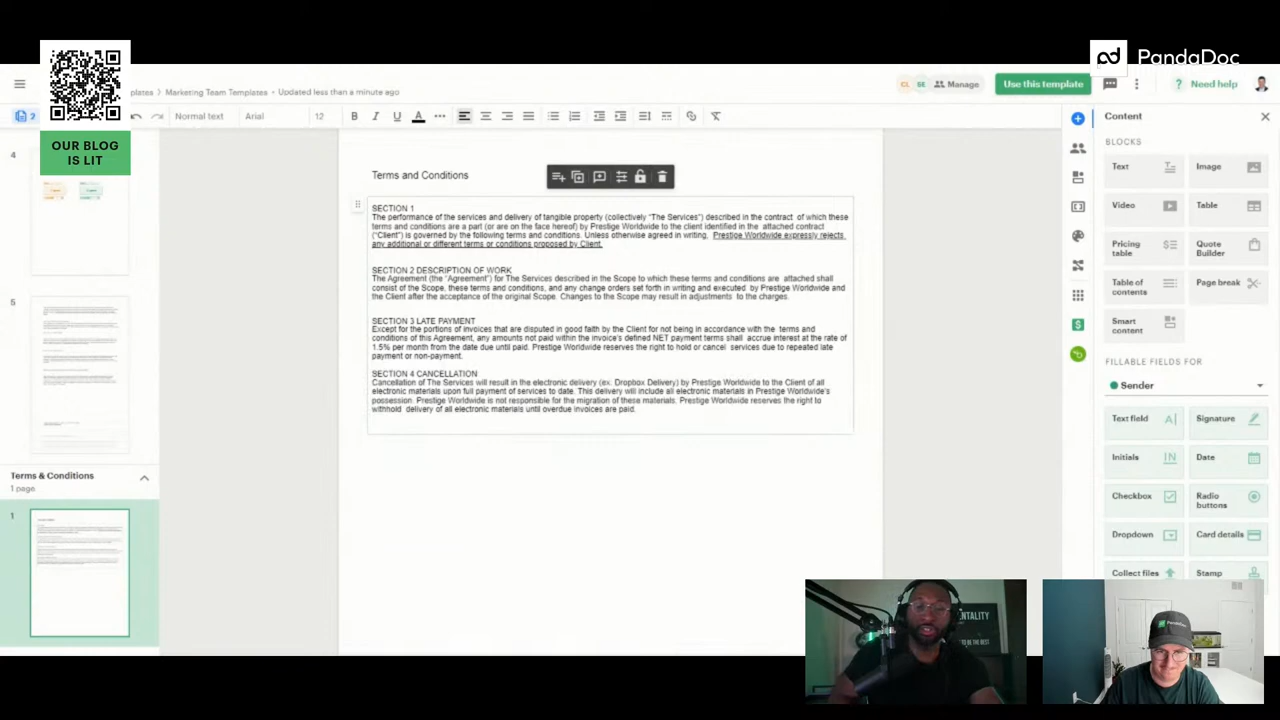 PandaDoc
OUR BLOG
IS LIT
plates > Marketing Team Templates • Updated less than a minute ago
CL
SE
Manage
Use this template
Need help
2
Normal text
Arial
12
B I U A
4
5
Terms & Conditions
1 page
1
Terms and Conditions
SECTION 1
The performance of the services and delivery of tangible property (collectively “The Services”) described in the contract of which these
terms and conditions are a part (or are on the face hereof) by Prestige Worldwide to the client identified in the attached contract
(“Client”) is governed by the following terms and conditions. Unless otherwise agreed in writing, Prestige Worldwide expressly rejects
any additional or different terms or conditions proposed by Client.
SECTION 2 DESCRIPTION OF WORK
The Agreement (the “Agreement”) for The Services described in the Scope to which these terms and conditions are attached shall
consist of the Scope, these terms and conditions, and any change orders set forth in writing and executed by Prestige Worldwide and
the Client after the acceptance of the original Scope. Changes to the Scope may result in adjustments to the charges.
SECTION 3 LATE PAYMENT
Except for the portions of invoices that are disputed in good faith by the Client for not being in accordance with the terms and
conditions of this Agreement, any amounts not paid within the invoice's defined NET payment terms shall accrue interest at the rate of
1.5% per month from the date due until paid. Prestige Worldwide reserves the right to hold or cancel services due to repeated late
payment or non-payment.
SECTION 4 CANCELLATION
Cancellation of The Services will result in the electronic delivery (ex. Dropbox Delivery) by Prestige Worldwide to the Client of all
electronic materials upon full payment of services to date. This delivery will include all electronic materials in Prestige Worldwide's
possession. Prestige Worldwide is not responsible for the migration of these materials. Prestige Worldwide reserves the right to
withhold delivery of all electronic materials until overdue invoices are paid.
Content
BLOCKS
Text
Image
Video
Table
Pricing
table
Quote
Builder
Table of
contents
Page break
Smart
content
FILLABLE FIELDS FOR
Sender
Text field
Signature
Initials
Date
Checkbox
Radio
buttons
Dropdown
Card details
Collect files
Stamp
ENTALITY
O BE THE BEST
PandaDoc